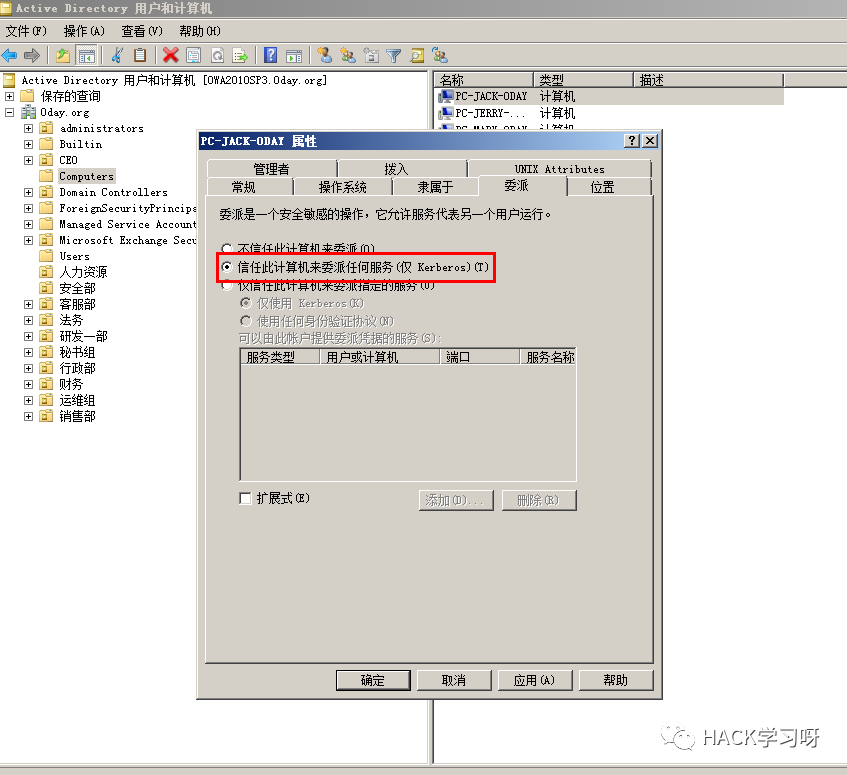 Active Directory 用户和计算机
文件(F) 操作(A) 查看(V) 帮助(H)
Active Directory 用户和计算机 [OWA2010SP3.0day.org]
保存的查询
0day.org
administrators
Builtin
CEO
Computers
Domain Controllers
ForeignSecurityPrincipa
Managed Service Account
Microsoft Exchange Secu
Users
人力资源
安全部
客服部
法务
研发一部
秘书组
行政部
财务
运维组
销售部
名称 类型 描述
PC-JACK-0DAY 计算机
PC-JERRY-... 计算机
PC-MARY-0DAY 计算机
PC-JACK-0DAY 属性
管理者 拨入 UNIX Attributes
常规 操作系统 隶属于 委派 位置
委派是一个安全敏感的操作，它允许服务代表另一个用户运行。
不信任此计算机来委派(O)
信任此计算机来委派任何服务(仅 Kerberos)(T)
仅信任此计算机来委派指定的服务(U)
仅使用 Kerberos(K)
使用任何身份验证协议(N)
可以由此帐户提供委派凭据的服务(S):
服务类型 用户或计算机 端口 服务名称
扩展式(E)
添加(D)... 删除(R)
确定 取消 应用(A) 帮助
HACK学习呀